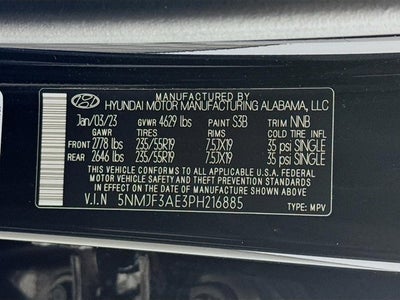 MANUFACTURED BY
HYUNDAI MOTOR MANUFACTURING ALABAMA, LLC
Jan/03/23 GVWR 4629 lbs PAINT S3B TRIM NNB
GAWR TIRES RIMS COLD TIRE INFL.
FRONT 2778 lbs 235/55R19 7.5JX19 35 psi SINGLE
REAR 2646 lbs 235/55R19 7.5JX19 35 psi SINGLE
THIS VEHICLE CONFORMS TO ALL APPLICABLE U.S.A. FEDERAL
MOTOR VEHICLE SAFETY, BUMPER, AND THEFT PREVENTION
STANDARDS IN EFFECT ON THE DATE OF MANUFACTURE SHOWN ABOVE.
V.I.N 5NMJF3AE3PH216885 TYPE: MPV